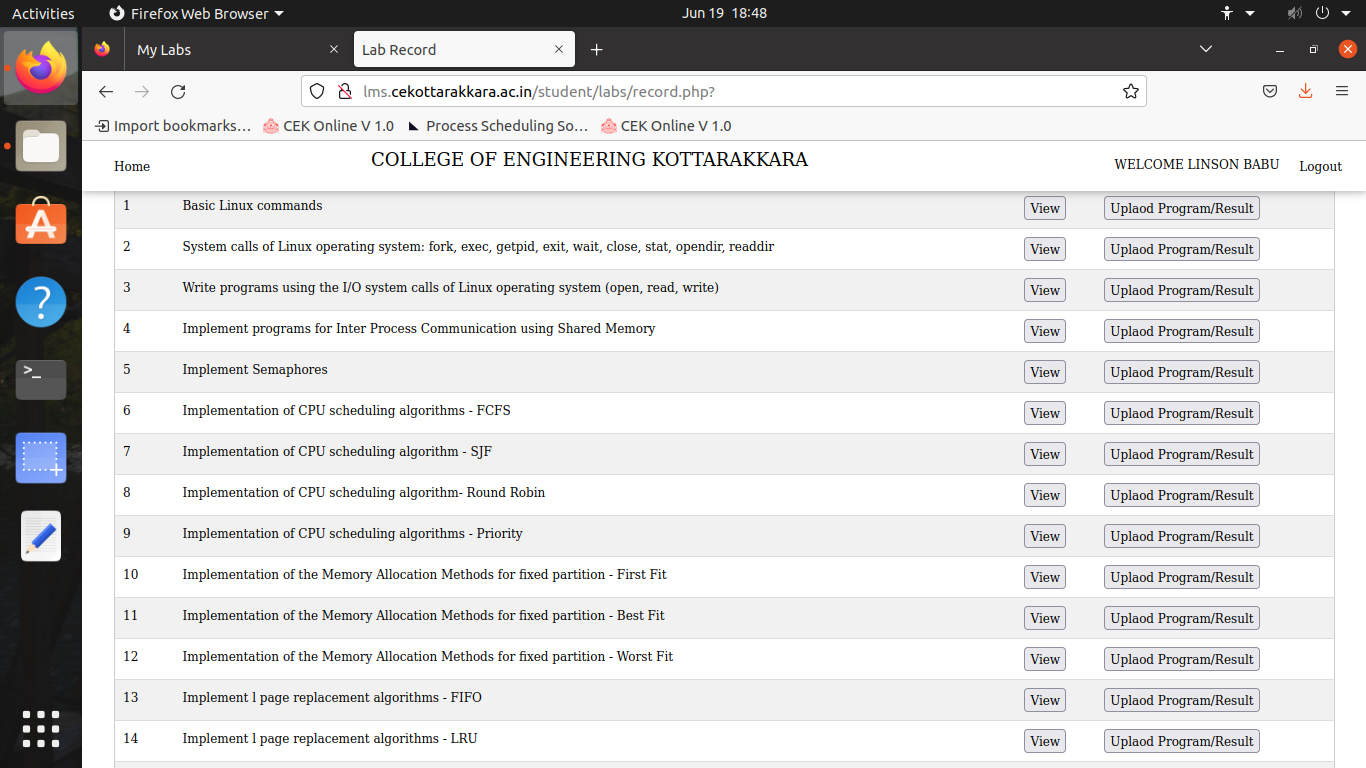 Activities Firefox Web Browser Jun 19 18:48
My Labs Lab Record
lms.cekottarakkara.ac.in/student/labs/record.php?
Import bookmarks... CEK Online V 1.0 Process Scheduling So... CEK Online V 1.0
Home COLLEGE OF ENGINEERING KOTTARAKKARA WELCOME LINSON BABU Logout
1 Basic Linux commands View Uplaod Program/Result
2 System calls of Linux operating system: fork, exec, getpid, exit, wait, close, stat, opendir, readdir View Uplaod Program/Result
3 Write programs using the I/O system calls of Linux operating system (open, read, write) View Uplaod Program/Result
4 Implement programs for Inter Process Communication using Shared Memory View Uplaod Program/Result
5 Implement Semaphores View Uplaod Program/Result
6 Implementation of CPU scheduling algorithms - FCFS View Uplaod Program/Result
7 Implementation of CPU scheduling algorithm - SJF View Uplaod Program/Result
8 Implementation of CPU scheduling algorithm- Round Robin View Uplaod Program/Result
9 Implementation of CPU scheduling algorithms - Priority View Uplaod Program/Result
10 Implementation of the Memory Allocation Methods for fixed partition - First Fit View Uplaod Program/Result
11 Implementation of the Memory Allocation Methods for fixed partition - Best Fit View Uplaod Program/Result
12 Implementation of the Memory Allocation Methods for fixed partition - Worst Fit View Uplaod Program/Result
13 Implement l page replacement algorithms - FIFO View Uplaod Program/Result
14 Implement l page replacement algorithms - LRU View Uplaod Program/Result